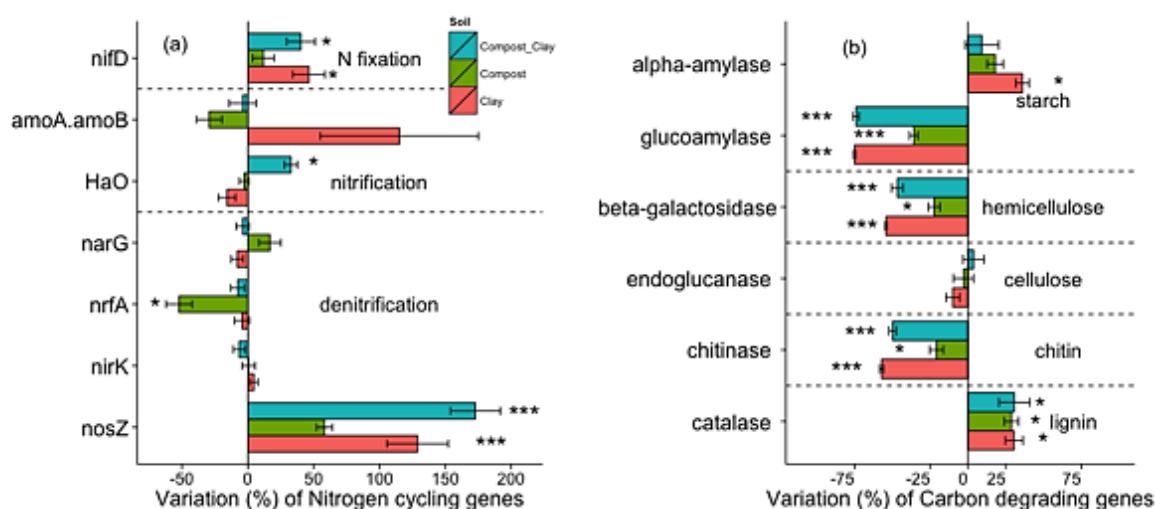 (a)
Soil
Compost_Clay
Compost
Clay
nifD
N fixation
*
*
amoA.amoB
HaO
*
nitrification
narG
nrfA
*
denitrification
nirK
nosZ
***
***
-50 0 50 100 150 200
Variation (%) of Nitrogen cycling genes
(b)
alpha-amylase
*
starch
glucoamylase
***
***
***
beta-galactosidase
***
*
***
hemicellulose
endoglucanase
cellulose
chitinase
***
*
***
chitin
catalase
*
*
*
lignin
-75 -25 0 25 75
Variation (%) of Carbon degrading genes